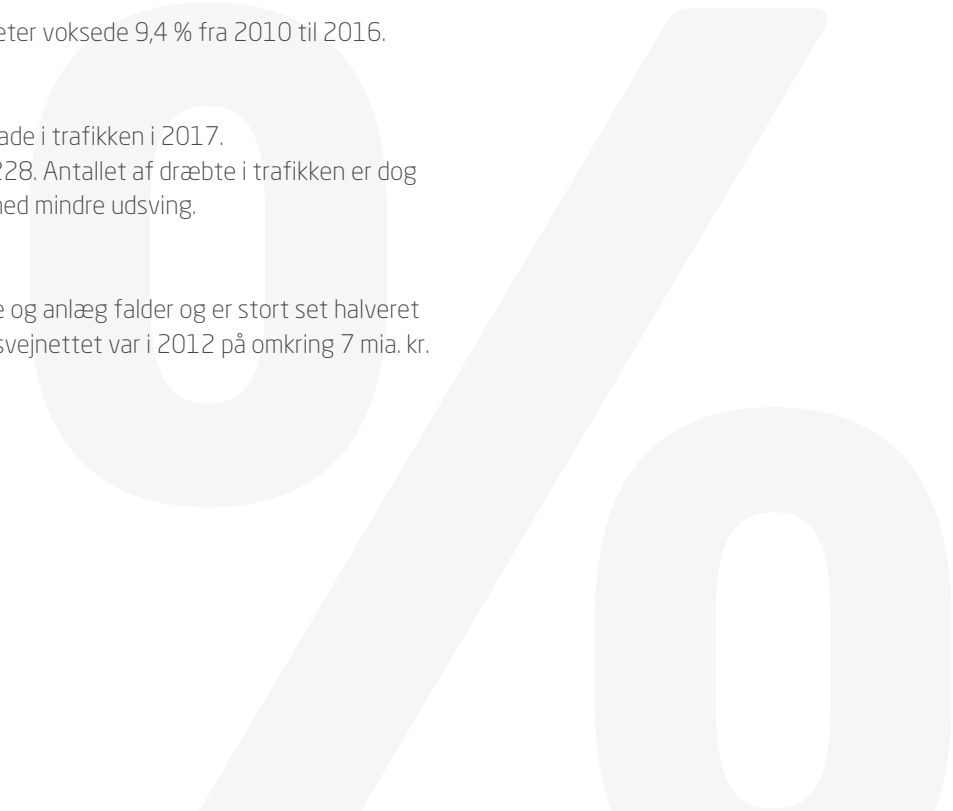 eter voksede 9,4 % fra 2010 til 2016.
ade i trafikken i 2017.
228. Antallet af dræbte i trafikken er dog
med mindre udsving.
e og anlæg falder og er stort set halveret
svejnettet var i 2012 på omkring 7 mia. kr.
%